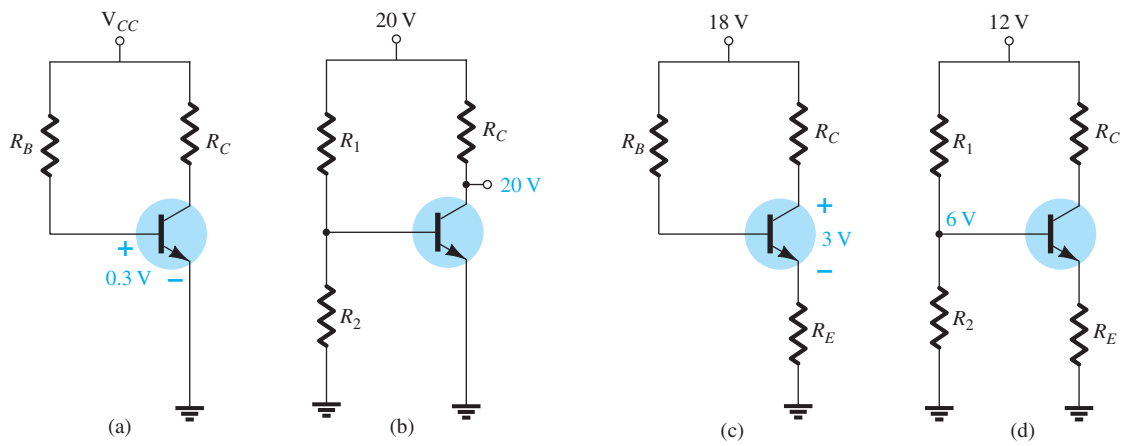 V_CC
R_B
R_C
+
0.3 V
−
(a)
20 V
R_1
R_C
20 V
R_2
(b)
18 V
R_B
R_C
+
3 V
−
R_E
(c)
12 V
R_1
R_C
6 V
R_2
R_E
(d)